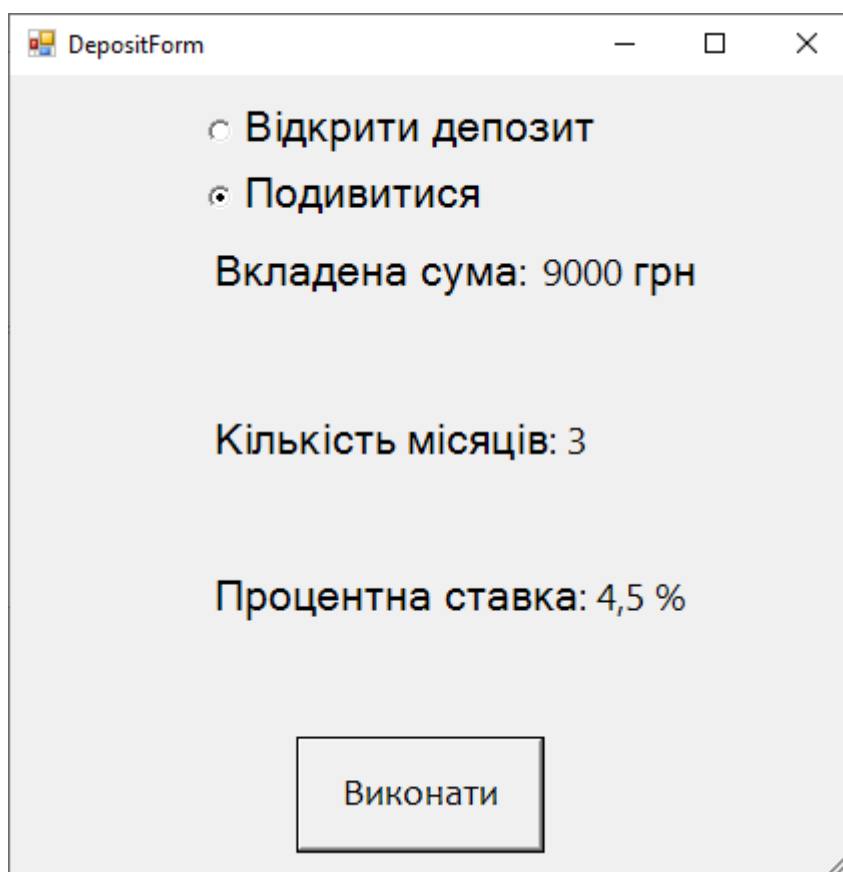 DepositForm
Відкрити депозит
Подивитися
Вкладена сума: 9000 грн
Кількість місяців: 3
Процентна ставка: 4,5 %
Виконати